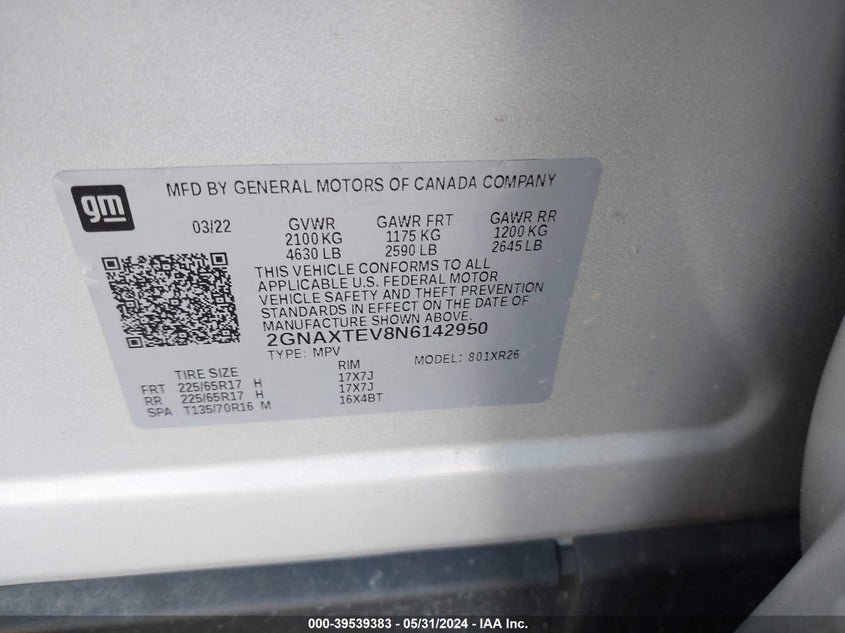 gm
MFD BY GENERAL MOTORS OF CANADA COMPANY
03/22 GVWR GAWR FRT GAWR RR
2100 KG 1175 KG 1200 KG
4630 LB 2590 LB 2645 LB
THIS VEHICLE CONFORMS TO ALL
APPLICABLE U.S. FEDERAL MOTOR
VEHICLE SAFETY AND THEFT PREVENTION
STANDARDS IN EFFECT ON THE DATE OF
MANUFACTURE SHOWN ABOVE.
2GNAXTEV8N6142950
TYPE: MPV MODEL: 801XR26
TIRE SIZE RIM
FRT 225/65R17 H 17X7J
RR 225/65R17 H 17X7J
SPA T135/70R16 M 16X4BT
000-39539383 - 05/31/2024 - IAA Inc.